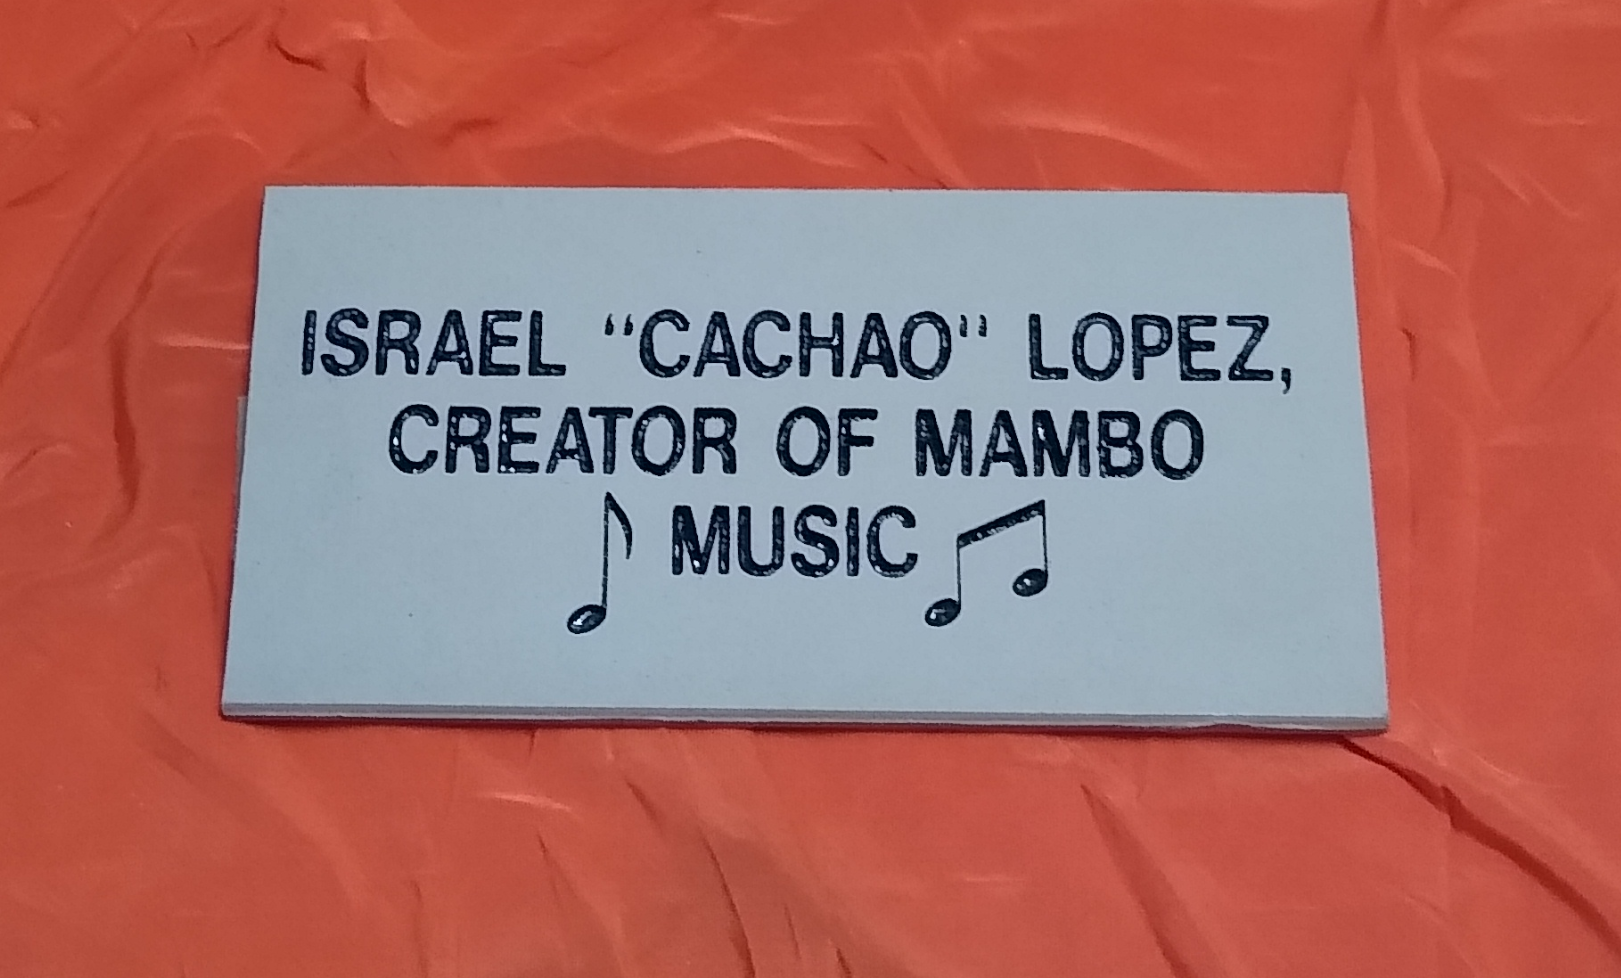 ISRAEL “CACHAO” LOPEZ,
CREATOR OF MAMBO
MUSIC